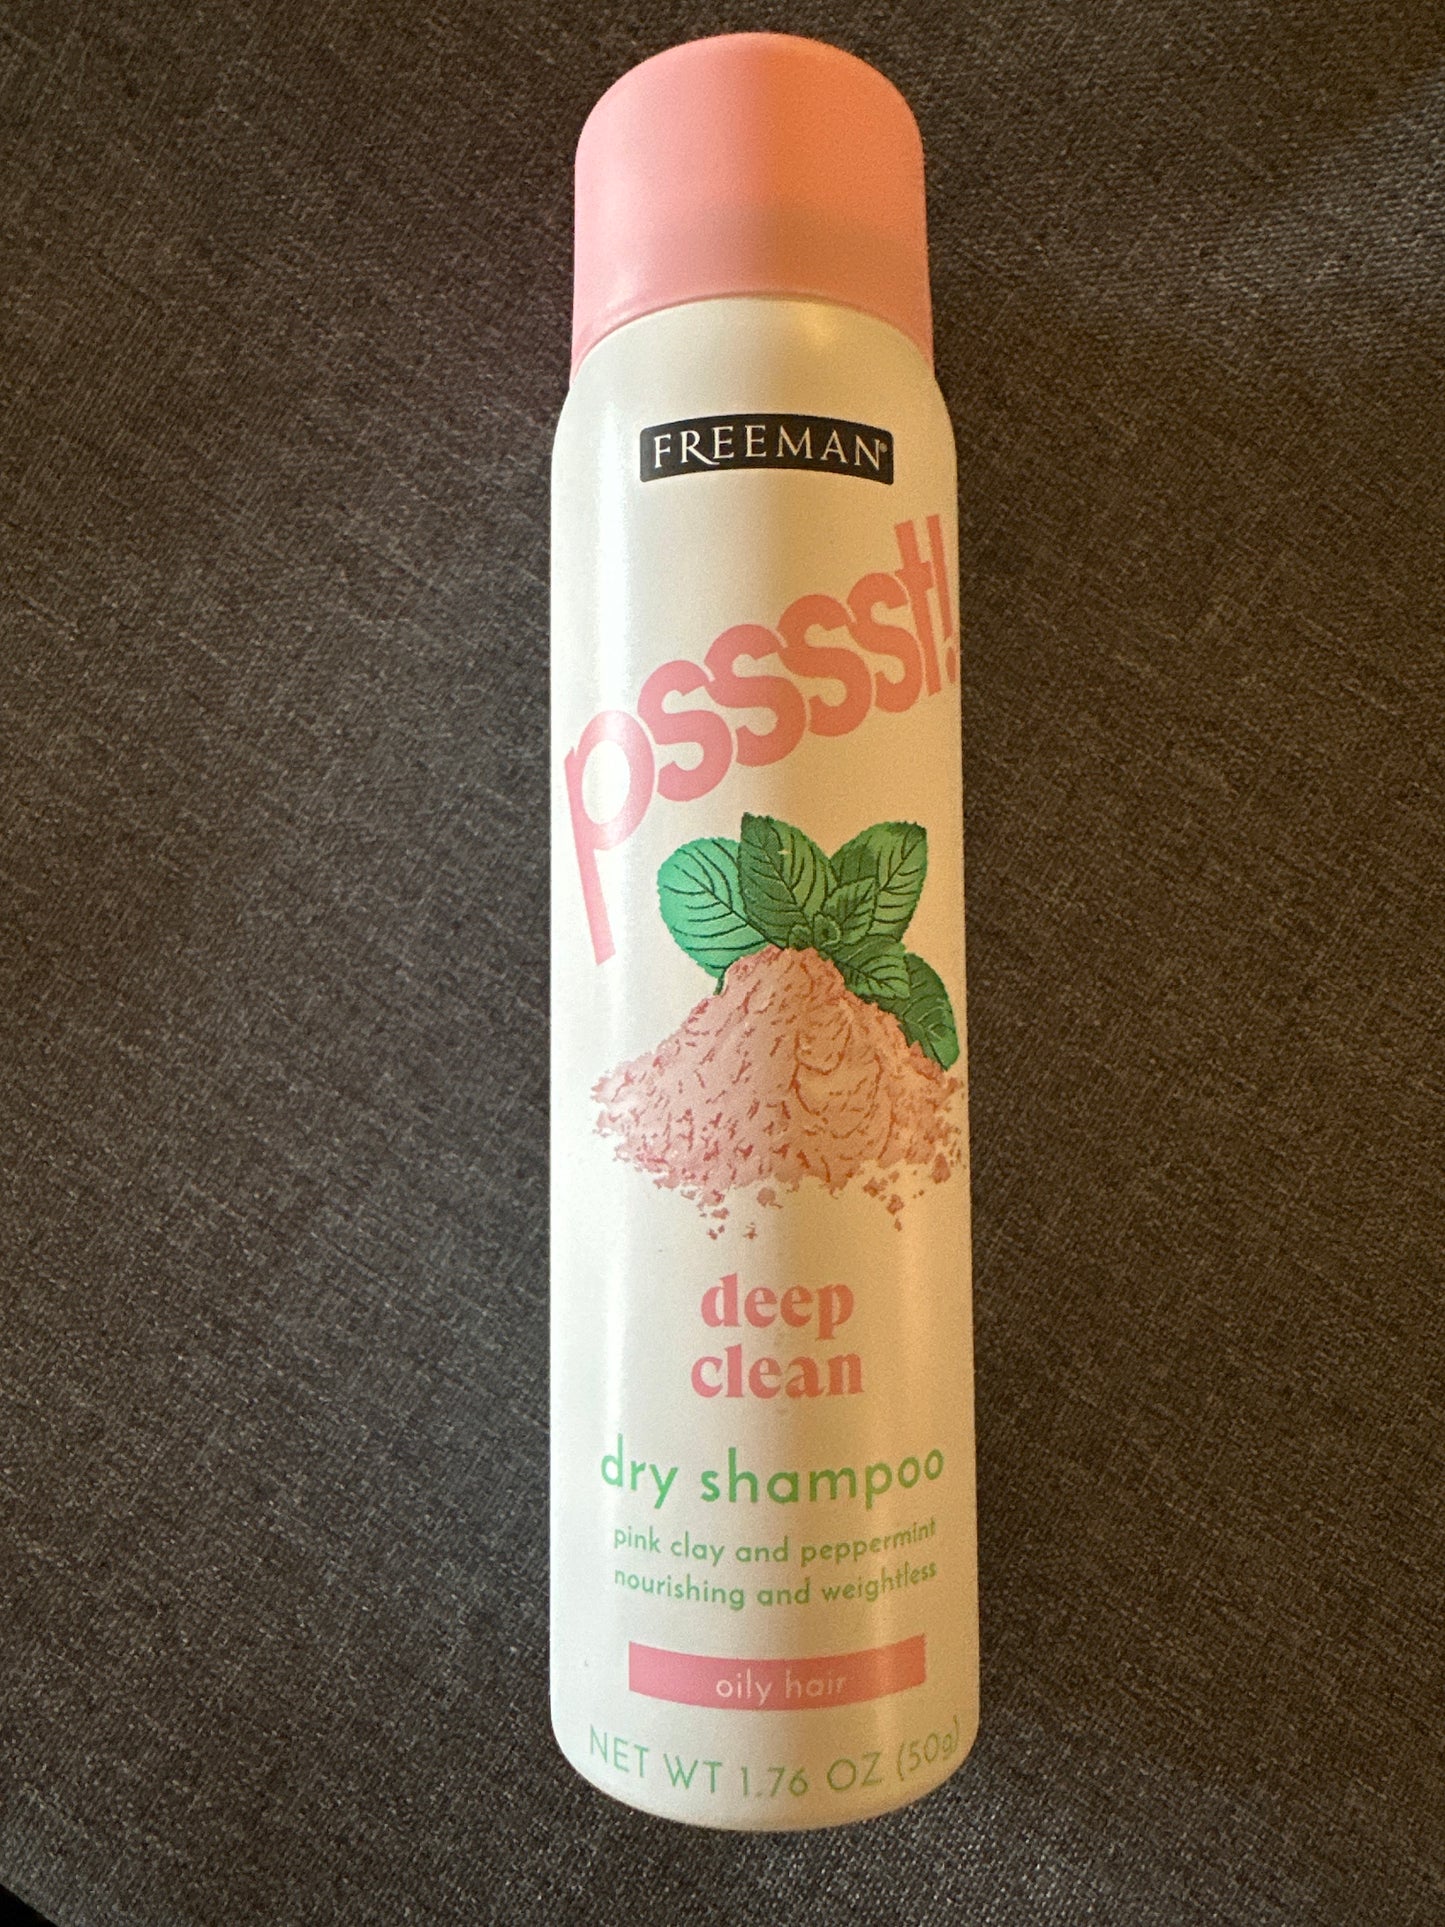 FREEMAN®
psssst!
deep
clean
dry shampoo
pink clay and peppermint
nourishing and weightless
oily hair
NET WT 1.76 OZ (50g)